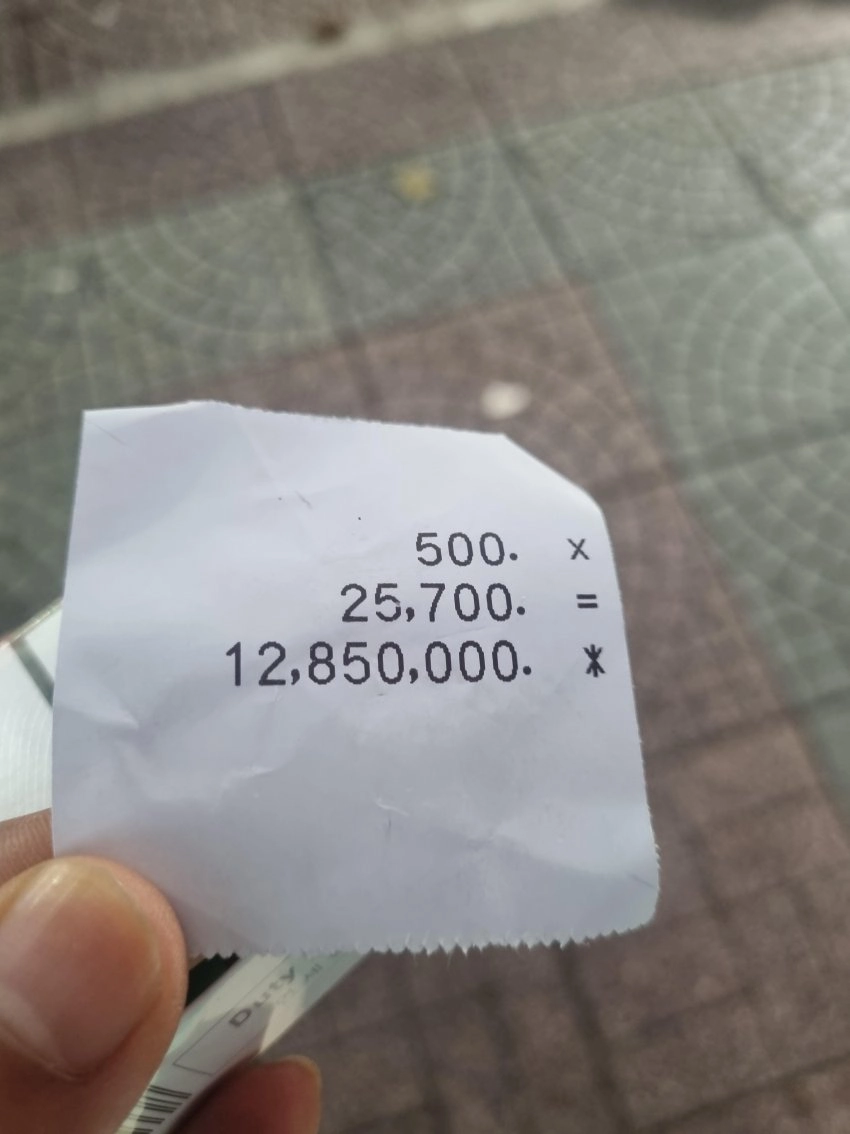 500. ×
25,700. =
12,850,000. *
Duty